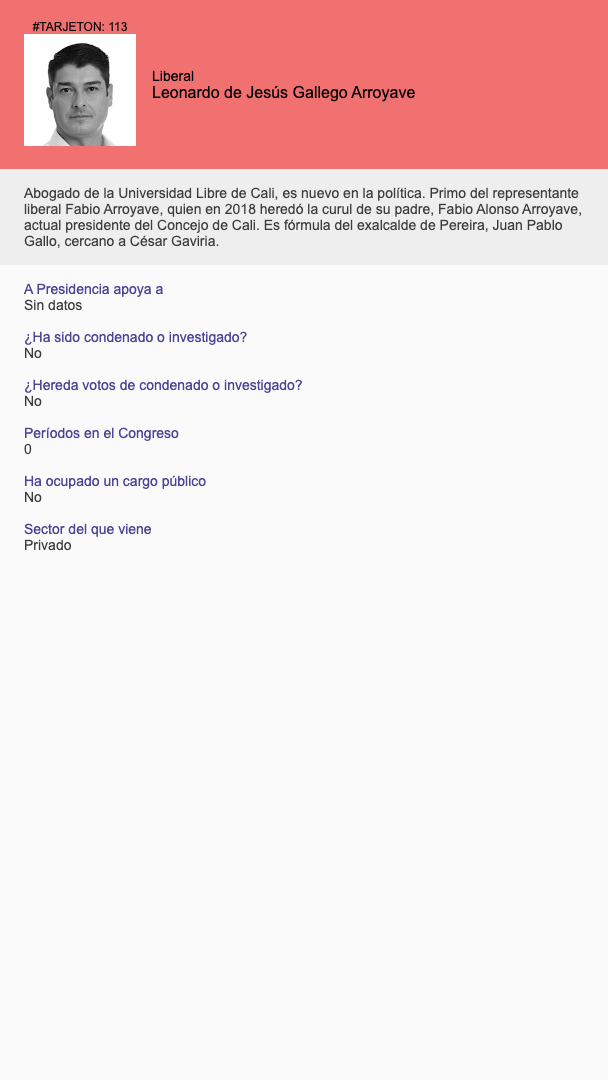 #TARJETON: 113
Liberal
Leonardo de Jesús Gallego Arroyave
Abogado de la Universidad Libre de Cali, es nuevo en la política. Primo del representante
liberal Fabio Arroyave, quien en 2018 heredó la curul de su padre, Fabio Alonso Arroyave,
actual presidente del Concejo de Cali. Es fórmula del exalcalde de Pereira, Juan Pablo
Gallo, cercano a César Gaviria.
A Presidencia apoya a
Sin datos
¿Ha sido condenado o investigado?
No
¿Hereda votos de condenado o investigado?
No
Períodos en el Congreso
0
Ha ocupado un cargo público
No
Sector del que viene
Privado